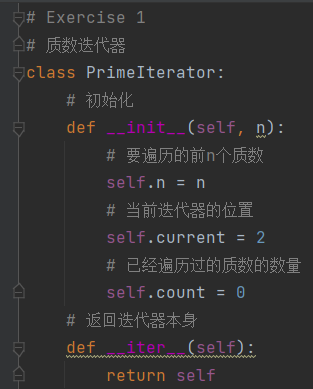 # Exercise 1
# 质数迭代器
class PrimeIterator:
# 初始化
def __init__(self, n):
# 要遍历的前n个质数
self.n = n
# 当前迭代器的位置
self.current = 2
# 已经遍历过的质数的数量
self.count = 0
# 返回迭代器本身
def __iter__(self):
return self